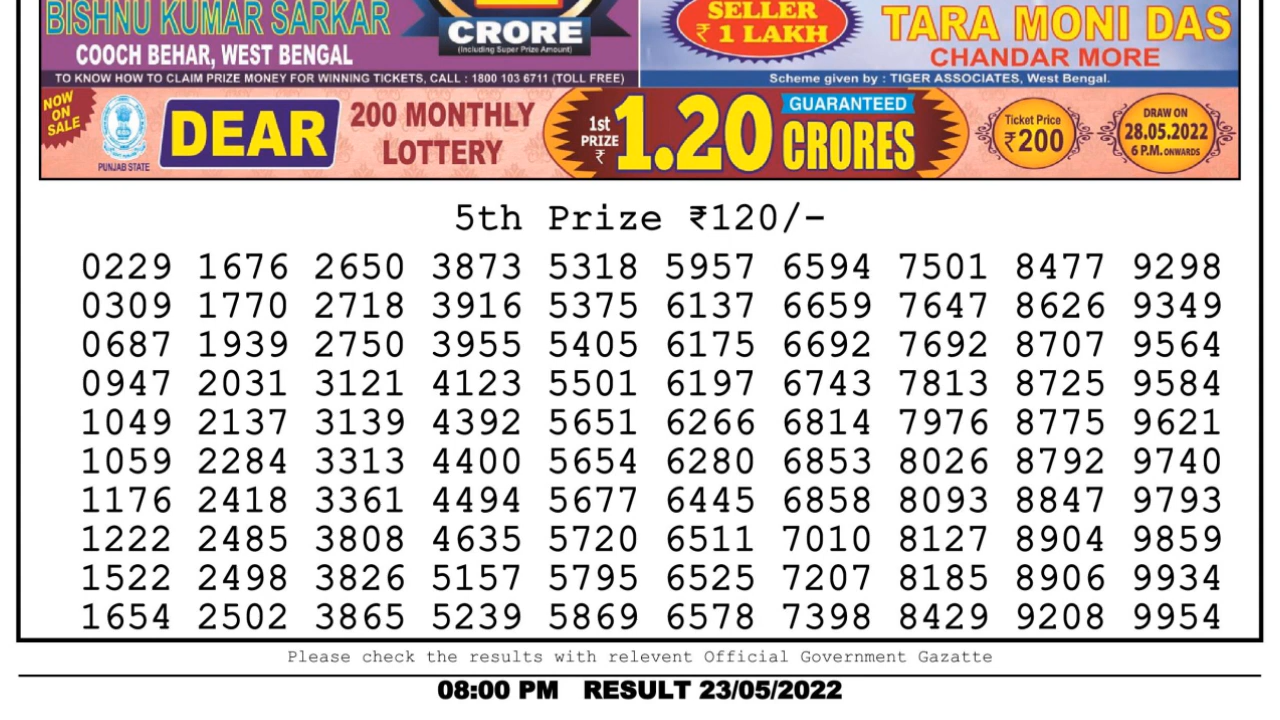 BISHNU KUMAR SARKAR
COOCH BEHAR, WEST BENGAL
CRORE
(Including Super Prize Amount)
SELLER
₹ 1 LAKH
TARA MONI DAS
CHANDAR MORE
TO KNOW HOW TO CLAIM PRIZE MONEY FOR WINNING TICKETS, CALL : 1800 103 6711 (TOLL FREE)
Scheme given by : TIGER ASSOCIATES, West Bengal.
NOW
ON
SALE
PUNJAB STATE
DEAR
200 MONTHLY
LOTTERY
1st
PRIZE
₹
1.20
GUARANTEED
CRORES
Ticket Price
₹200
DRAW ON
28.05.2022
6 P.M. ONWARDS
5th Prize ₹120/-
0229 1676 2650 3873 5318 5957 6594 7501 8477 9298
0309 1770 2718 3916 5375 6137 6659 7647 8626 9349
0687 1939 2750 3955 5405 6175 6692 7692 8707 9564
0947 2031 3121 4123 5501 6197 6743 7813 8725 9584
1049 2137 3139 4392 5651 6266 6814 7976 8775 9621
1059 2284 3313 4400 5654 6280 6853 8026 8792 9740
1176 2418 3361 4494 5677 6445 6858 8093 8847 9793
1222 2485 3808 4635 5720 6511 7010 8127 8904 9859
1522 2498 3826 5157 5795 6525 7207 8185 8906 9934
1654 2502 3865 5239 5869 6578 7398 8429 9208 9954
Please check the results with relevent Official Government Gazatte
08:00 PM RESULT 23/05/2022